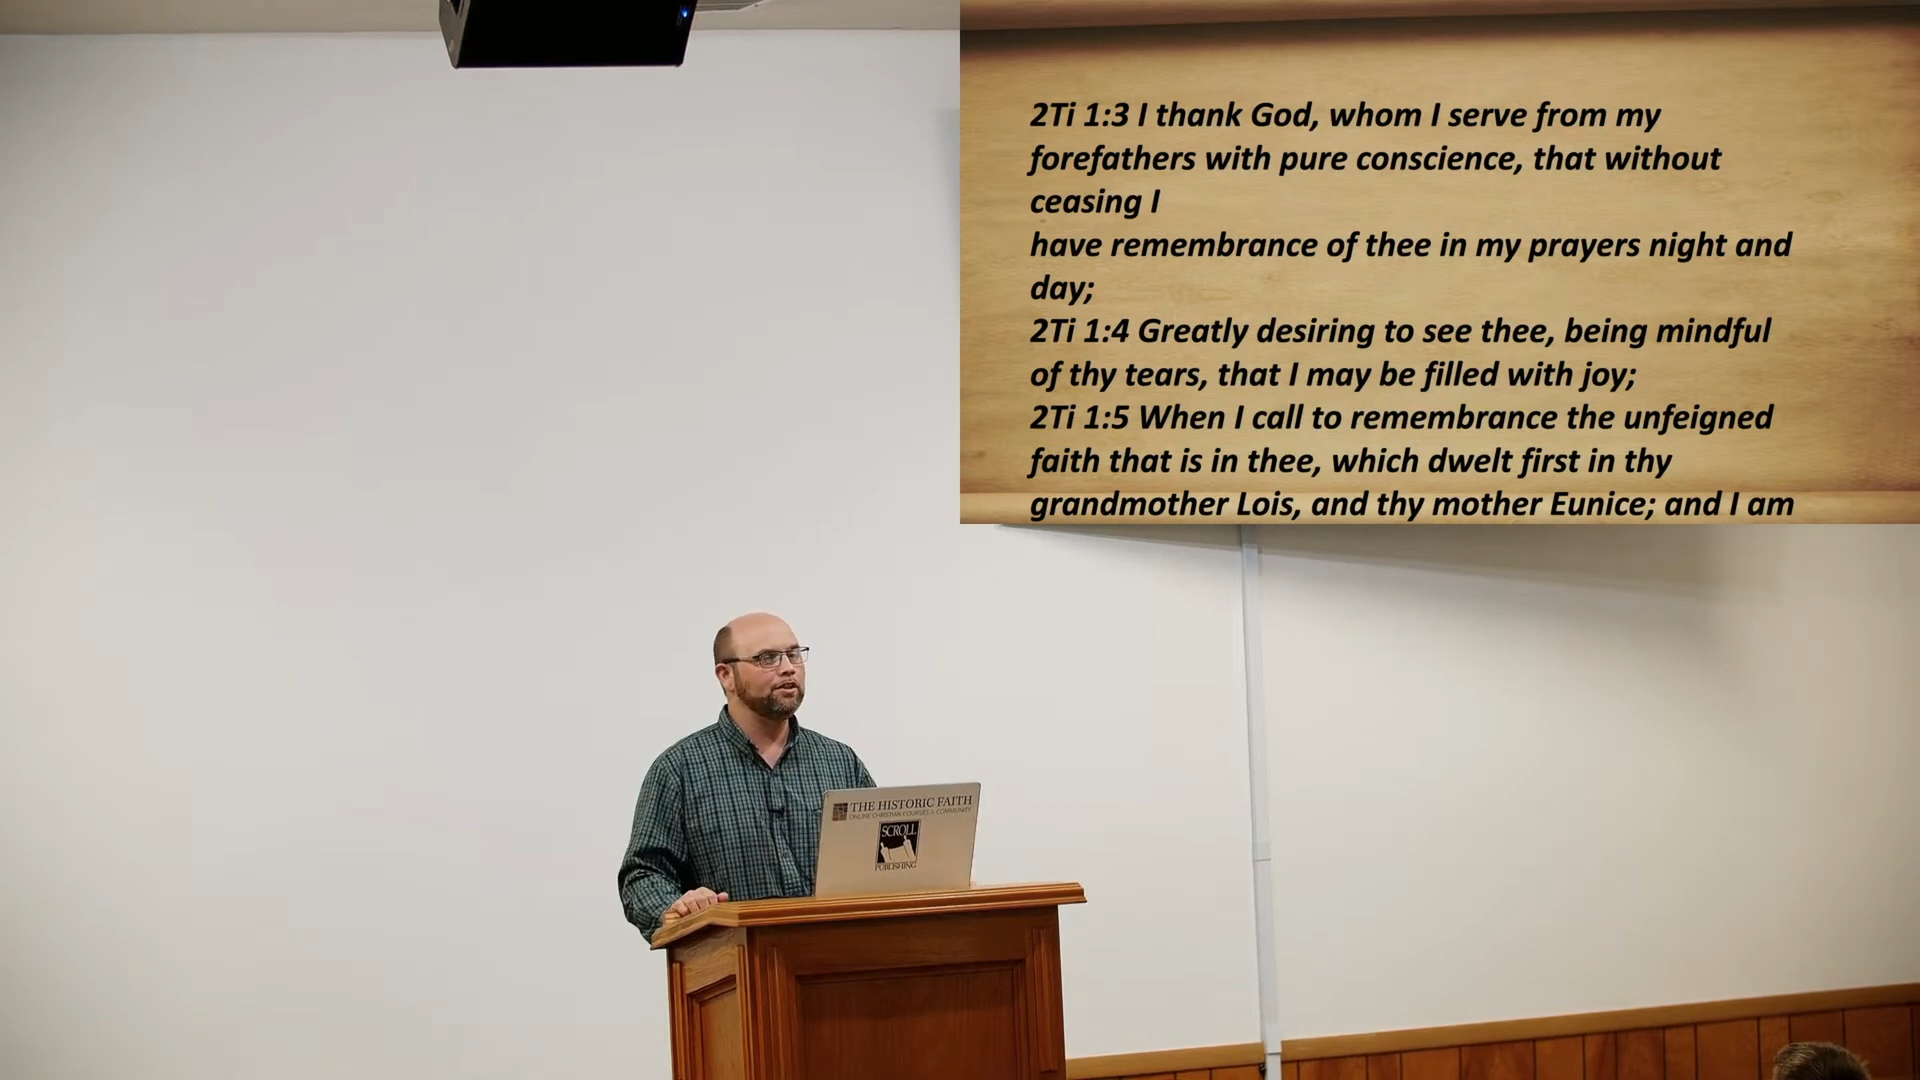 2Ti 1:3 I thank God, whom I serve from my
forefathers with pure conscience, that without
ceasing I
have remembrance of thee in my prayers night and
day;
2Ti 1:4 Greatly desiring to see thee, being mindful
of thy tears, that I may be filled with joy;
2Ti 1:5 When I call to remembrance the unfeigned
faith that is in thee, which dwelt first in thy
grandmother Lois, and thy mother Eunice; and I am
THE HISTORIC FAITH
ONLINE CHRISTIAN COURSES & COMMUNITY
SCROLL
PUBLISHING